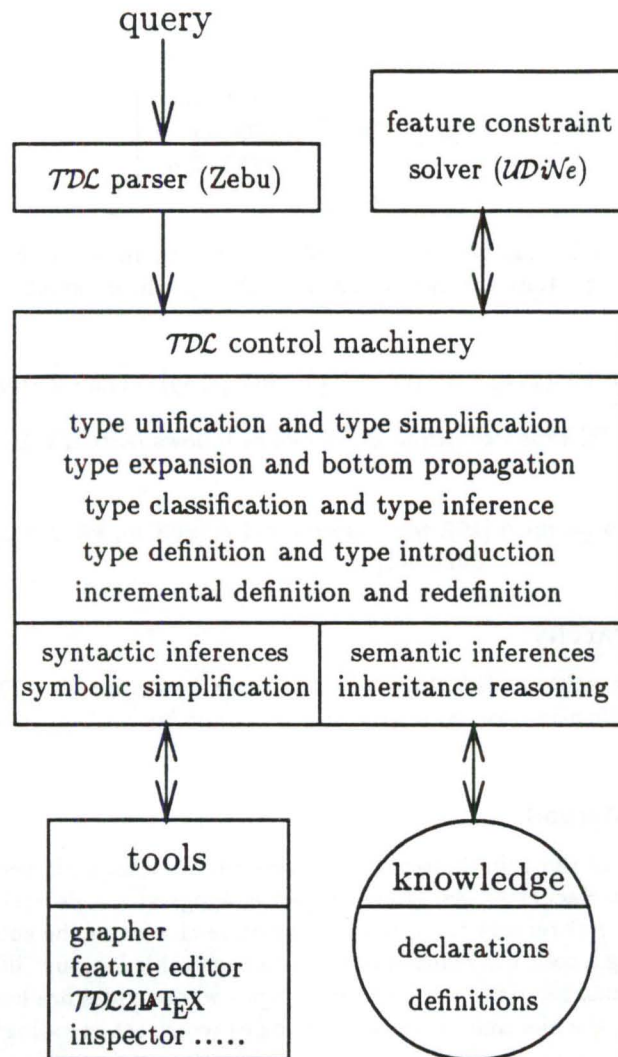 query
feature constraint
solver (UDiNe)
TDL parser (Zebu)
TDL control machinery
type unification and type simplification
type expansion and bottom propagation
type classification and type inference
type definition and type introduction
incremental definition and redefinition
syntactic inferences
symbolic simplification
semantic inferences
inheritance reasoning
tools
grapher
feature editor
TDL2LATEX
inspector .....
knowledge
declarations
definitions